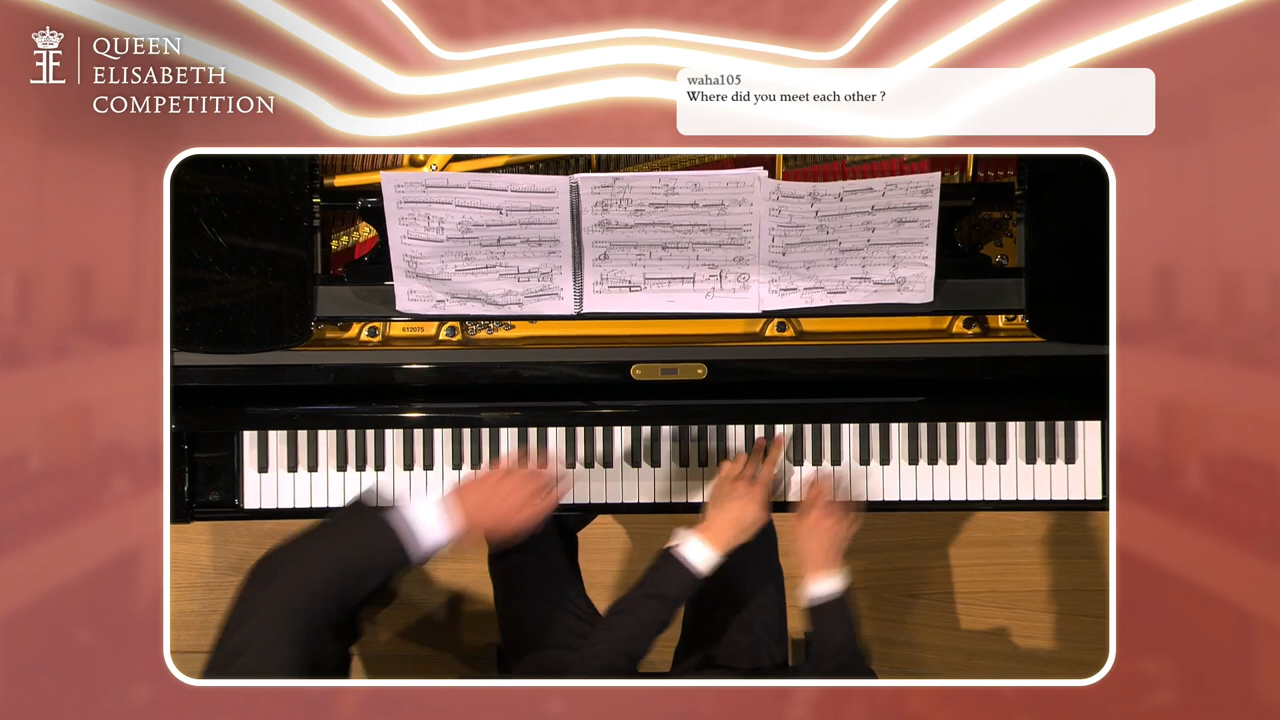 QUEEN
ELISABETH
COMPETITION
waha105
Where did you meet each other ?
612075